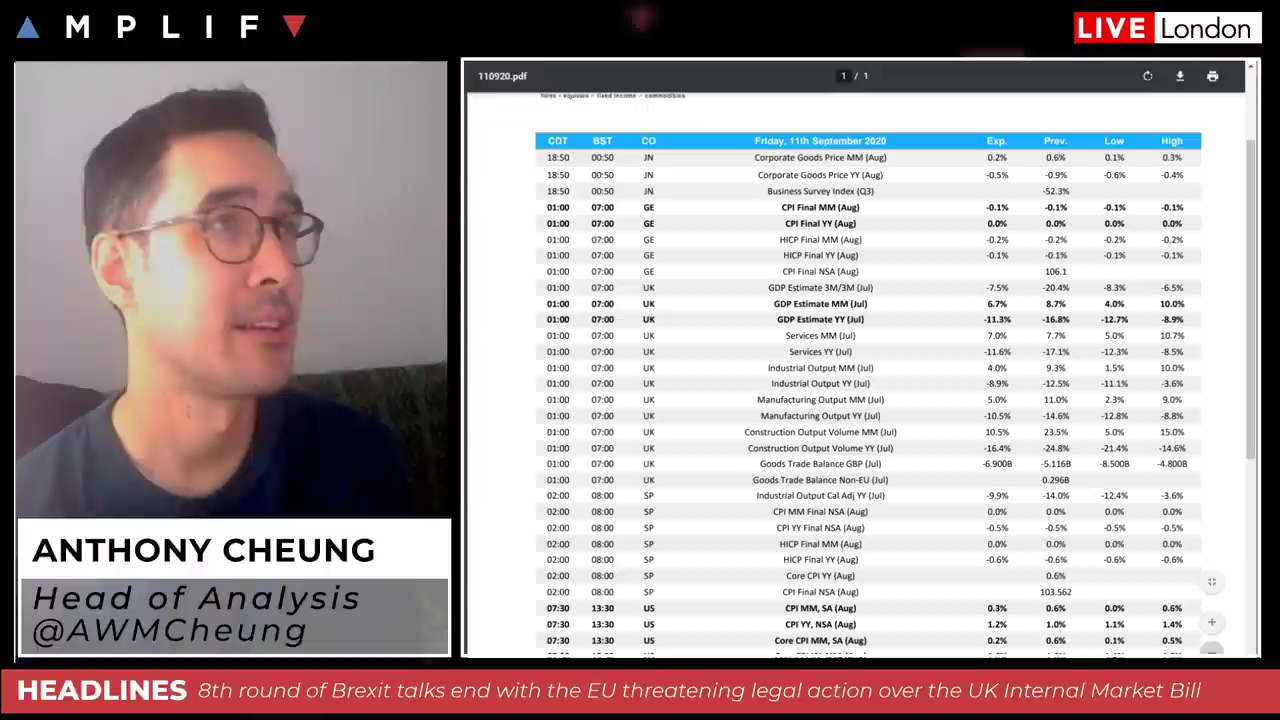 AMPLIFY
LIVE London
110920.pdf
1 / 1
forex - equities - fixed income - commodities
CDT BST CO Friday, 11th September 2020 Exp. Prev. Low High
18:50 00:50 JN Corporate Goods Price MM (Aug) 0.2% 0.6% 0.1% 0.3%
18:50 00:50 JN Corporate Goods Price YY (Aug) -0.5% -0.9% -0.6% -0.4%
18:50 00:50 JN Business Survey Index (Q3) -52.3%
01:00 07:00 GE CPI Final MM (Aug) -0.1% -0.1% -0.1% -0.1%
01:00 07:00 GE CPI Final YY (Aug) 0.0% 0.0% 0.0% 0.0%
01:00 07:00 GE HICP Final MM (Aug) -0.2% -0.2% -0.2% -0.2%
01:00 07:00 GE HICP Final YY (Aug) -0.1% -0.1% -0.1% -0.1%
01:00 07:00 GE CPI Final NSA (Aug) 106.1
01:00 07:00 UK GDP Estimate 3M/3M (Jul) -7.5% -20.4% -8.3% -6.5%
01:00 07:00 UK GDP Estimate MM (Jul) 6.7% 8.7% 4.0% 10.0%
01:00 07:00 UK GDP Estimate YY (Jul) -11.3% -16.8% -12.7% -8.9%
01:00 07:00 UK Services MM (Jul) 7.0% 7.7% 5.0% 10.7%
01:00 07:00 UK Services YY (Jul) -11.6% -17.1% -12.3% -8.5%
01:00 07:00 UK Industrial Output MM (Jul) 4.0% 9.3% 1.5% 10.0%
01:00 07:00 UK Industrial Output YY (Jul) -8.9% -12.5% -11.1% -3.6%
01:00 07:00 UK Manufacturing Output MM (Jul) 5.0% 11.0% 2.3% 9.0%
01:00 07:00 UK Manufacturing Output YY (Jul) -10.5% -14.6% -12.8% -8.8%
01:00 07:00 UK Construction Output Volume MM (Jul) 10.5% 23.5% 5.0% 15.0%
01:00 07:00 UK Construction Output Volume YY (Jul) -16.4% -24.8% -21.4% -14.6%
01:00 07:00 UK Goods Trade Balance GBP (Jul) -6.900B -5.116B -8.500B -4.800B
01:00 07:00 UK Goods Trade Balance Non-EU (Jul) 0.296B
02:00 08:00 SP Industrial Output Cal Adj YY (Jul) -9.9% -14.0% -12.4% -3.6%
02:00 08:00 SP CPI MM Final NSA (Aug) 0.0% 0.0% 0.0% 0.0%
02:00 08:00 SP CPI YY Final NSA (Aug) -0.5% -0.5% -0.5% -0.5%
02:00 08:00 SP HICP Final MM (Aug) 0.0% 0.0% 0.0% 0.0%
02:00 08:00 SP HICP Final YY (Aug) -0.6% -0.6% -0.6% -0.6%
02:00 08:00 SP Core CPI YY (Aug) 0.6%
02:00 08:00 SP CPI Final NSA (Aug) 103.562
07:30 13:30 US CPI MM, SA (Aug) 0.3% 0.6% 0.0% 0.6%
07:30 13:30 US CPI YY, NSA (Aug) 1.2% 1.0% 1.1% 1.4%
07:30 13:30 US Core CPI MM, SA (Aug) 0.2% 0.6% 0.1% 0.5%
ANTHONY CHEUNG
Head of Analysis
@AWMCheung
HEADLINES 8th round of Brexit talks end with the EU threatening legal action over the UK Internal Market Bill